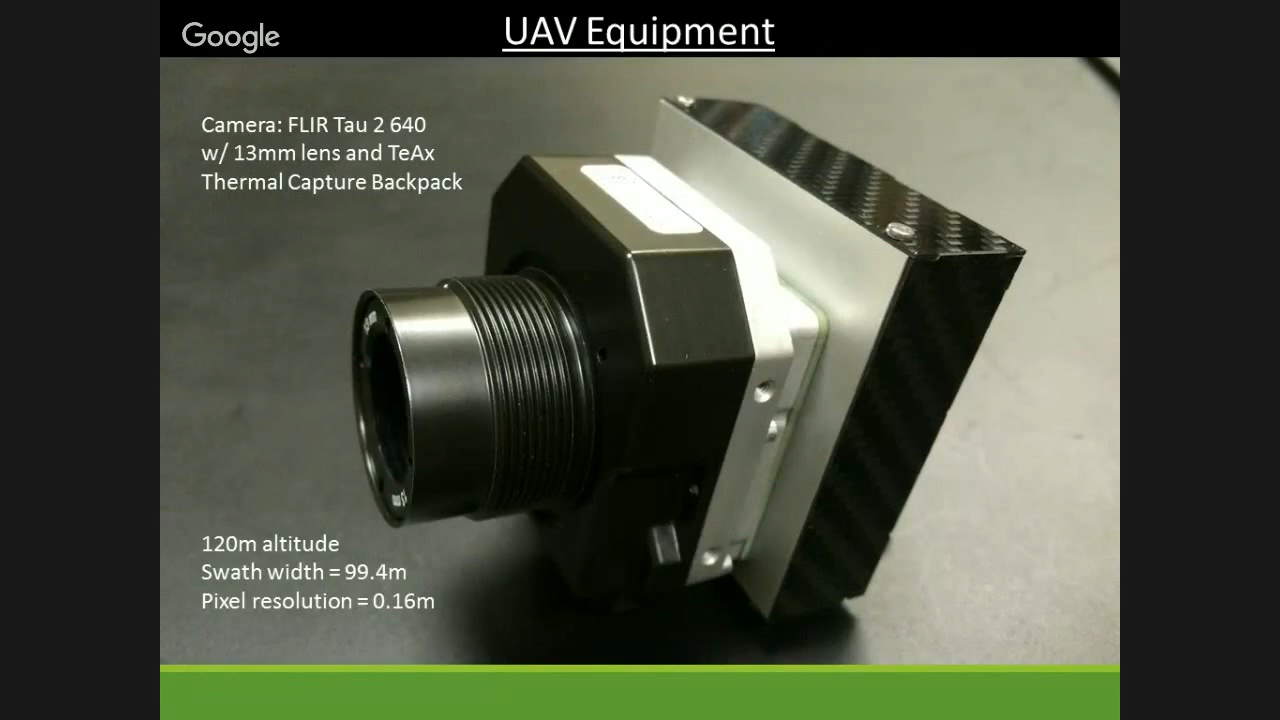 Google
UAV Equipment
Camera: FLIR Tau 2 640
w/ 13mm lens and TeAx
Thermal Capture Backpack
120m altitude
Swath width = 99.4m
Pixel resolution = 0.16m